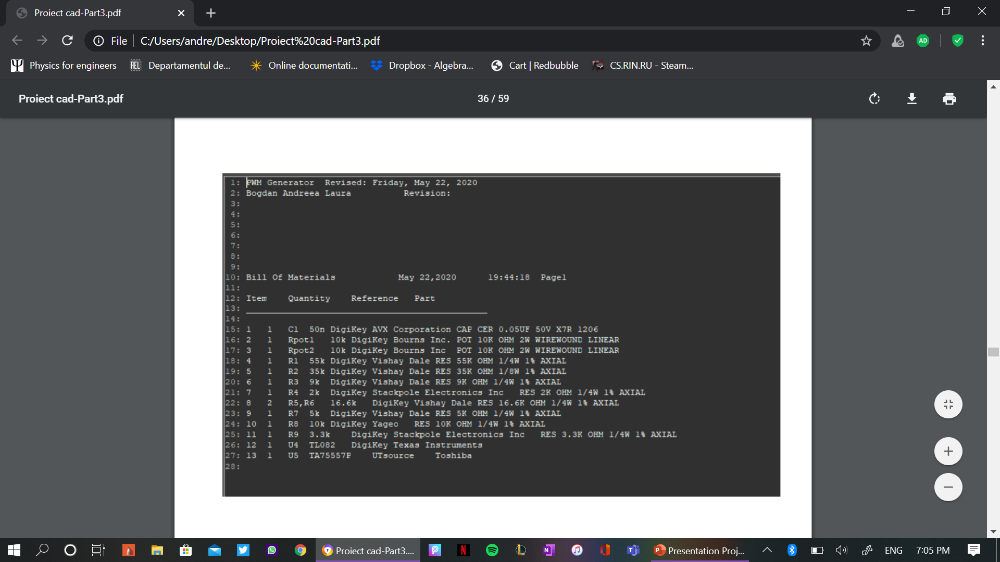 Proiect cad-Part3.pdf
File | C:/Users/andre/Desktop/Proiect%20cad-Part3.pdf
AD
Physics for engineers
REL Departamentul de...
Online documentati...
Dropbox - Algebra...
Cart | Redbubble
CS.RIN.RU - Steam...
Proiect cad-Part3.pdf
36 / 59
1: PWM Generator Revised: Friday, May 22, 2020
2: Bogdan Andreea Laura Revision:
3:
4:
5:
6:
7:
8:
9:
10: Bill Of Materials May 22,2020 19:44:18 Page1
11:
12: Item Quantity Reference Part
13: ______________________________________________
14:
15: 1 1 C1 50n DigiKey AVX Corporation CAP CER 0.05UF 50V X7R 1206
16: 2 1 Rpot1 10k DigiKey Bourns Inc. POT 10K OHM 2W WIREWOUND LINEAR
17: 3 1 Rpot2 10k DigiKey Bourns Inc POT 10K OHM 2W WIREWOUND LINEAR
18: 4 1 R1 55k DigiKey Vishay Dale RES 55K OHM 1/4W 1% AXIAL
19: 5 1 R2 35k DigiKey Vishay Dale RES 35K OHM 1/8W 1% AXIAL
20: 6 1 R3 9k DigiKey Vishay Dale RES 9K OHM 1/4W 1% AXIAL
21: 7 1 R4 2k DigiKey Stackpole Electronics Inc RES 2K OHM 1/4W 1% AXIAL
22: 8 2 R5,R6 16.6k DigiKey Vishay Dale RES 16.6K OHM 1/4W 1% AXIAL
23: 9 1 R7 5k DigiKey Vishay Dale RES 5K OHM 1/4W 1% AXIAL
24: 10 1 R8 10k DigiKey Yageo RES 10K OHM 1/4W 1% AXIAL
25: 11 1 R9 3.3k DigiKey Stackpole Electronics Inc RES 3.3K OHM 1/4W 1% AXIAL
26: 12 1 U4 TL082 DigiKey Texas Instruments
27: 13 1 U5 TA75557P UTsource Toshiba
28:
Proiect cad-Part3....
Presentation Proj...
ENG
7:05 PM